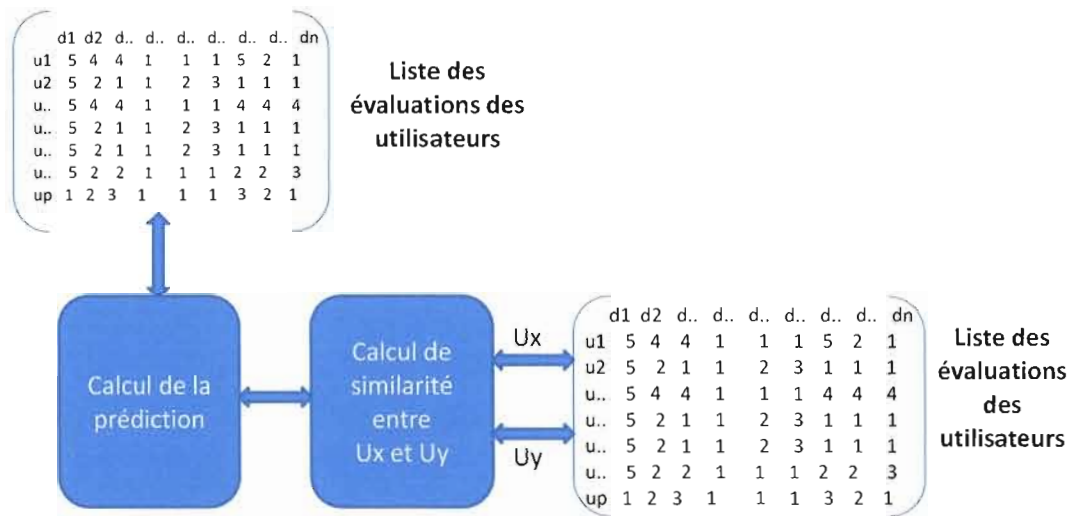 d1 d2 d.. d.. d.. d.. d.. d.. dn
u1 5 4 4 1 1 1 5 2 1
u2 5 2 1 1 2 3 1 1 1
u.. 5 4 4 1 1 1 4 4 4
u.. 5 2 1 1 2 3 1 1 1
u.. 5 2 1 1 2 3 1 1 1
u.. 5 2 2 1 1 1 2 2 3
up 1 2 3 1 1 1 3 2 1
Liste des
évaluations des
utilisateurs
Calcul de la
prédiction
Calcul de
similarité
entre
Ux et Uy
Ux
Uy
d1 d2 d.. d.. d.. d.. d.. d.. dn
u1 5 4 4 1 1 1 5 2 1
u2 5 2 1 1 2 3 1 1 1
u.. 5 4 4 1 1 1 4 4 4
u.. 5 2 1 1 2 3 1 1 1
u.. 5 2 1 1 2 3 1 1 1
u.. 5 2 2 1 1 1 2 2 3
up 1 2 3 1 1 1 3 2 1
Liste des
évaluations
des
utilisateurs